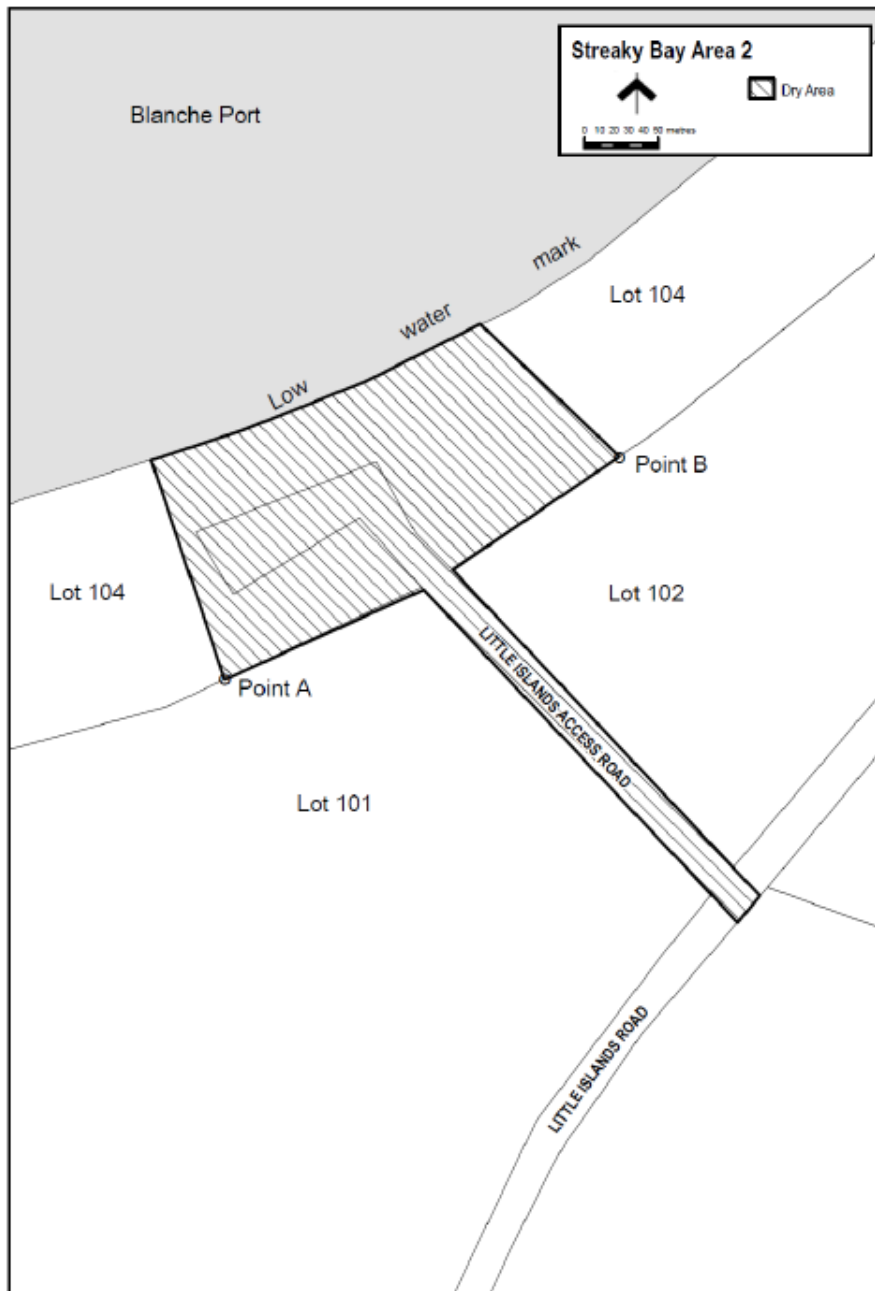 Streaky Bay Area 2
Dry Area
0 10 20 30 40 50 metres
Blanche Port
Low water mark
Lot 104
Point B
Lot 104
Lot 102
Point A
LITTLE ISLANDS ACCESS ROAD
Lot 101
LITTLE ISLANDS ROAD